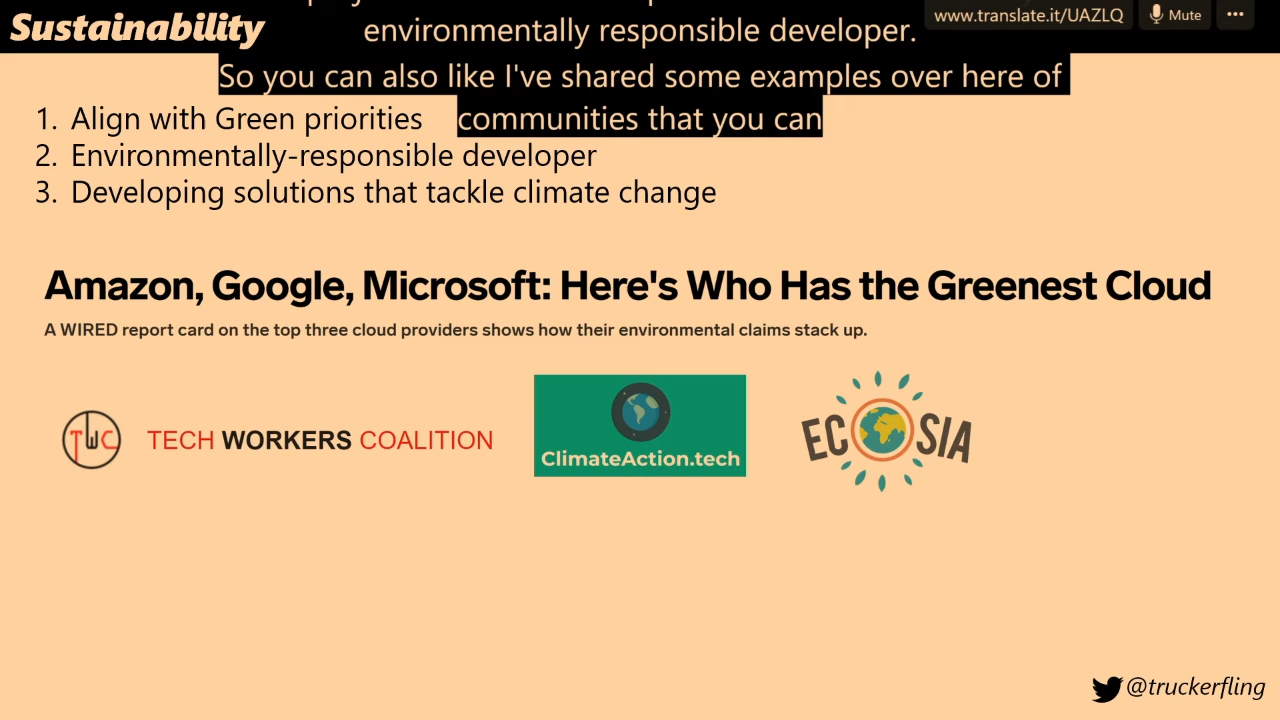 Sustainability
environmentally responsible developer.
www.translate.it/UAZLQ
Mute
So you can also like I've shared some examples over here of
communities that you can
1. Align with Green priorities
2. Environmentally-responsible developer
3. Developing solutions that tackle climate change
Amazon, Google, Microsoft: Here's Who Has the Greenest Cloud
A WIRED report card on the top three cloud providers shows how their environmental claims stack up.
TWC
TECH WORKERS COALITION
ClimateAction.tech
ECOSIA
@truckerfling